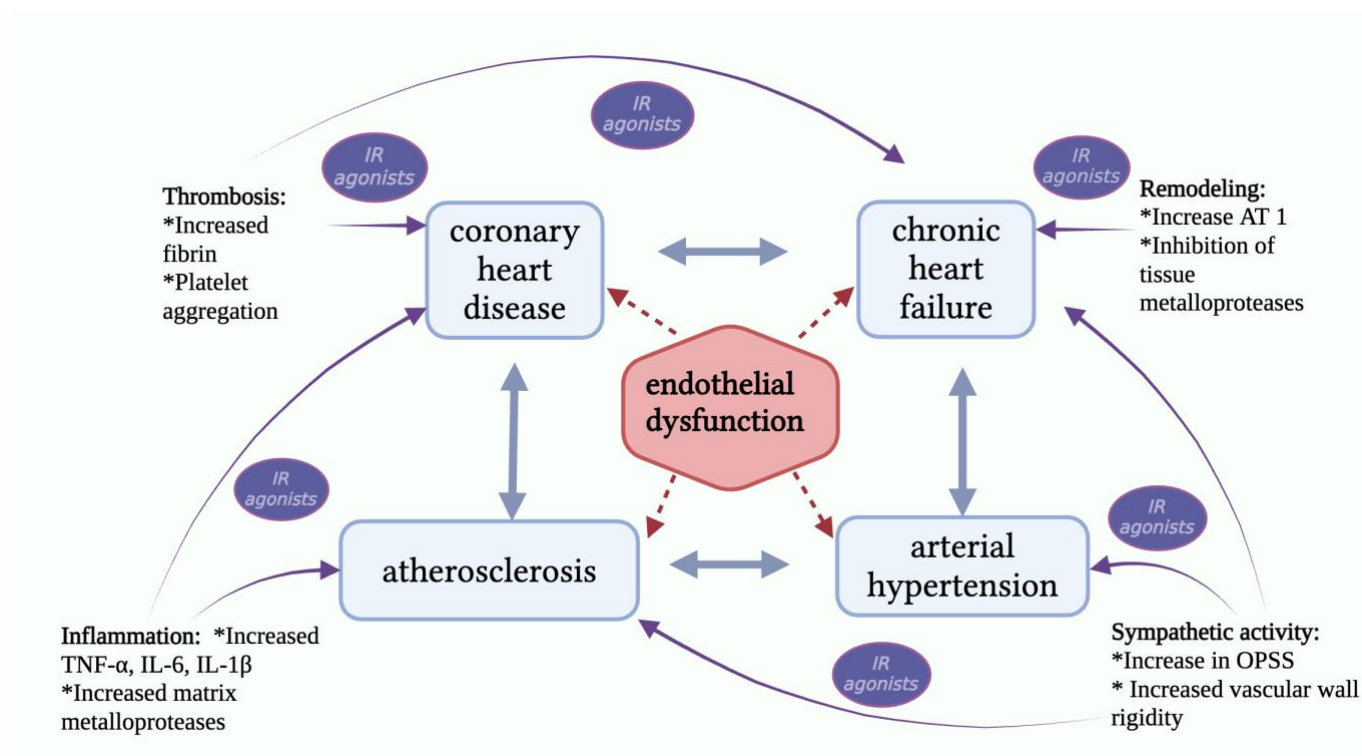 IR
agonists
IR
agonists
IR
agonists
Thrombosis:
*Increased
fibrin
*Platelet
aggregation
coronary
heart
disease
chronic
heart
failure
Remodeling:
*Increase AT 1
*Inhibition of
tissue
metalloproteases
endothelial
dysfunction
IR
agonists
IR
agonists
atherosclerosis
arterial
hypertension
Inflammation: *Increased
TNF-α, IL-6, IL-1β
*Increased matrix
metalloproteases
IR
agonists
Sympathetic activity:
*Increase in OPSS
* Increased vascular wall
rigidity